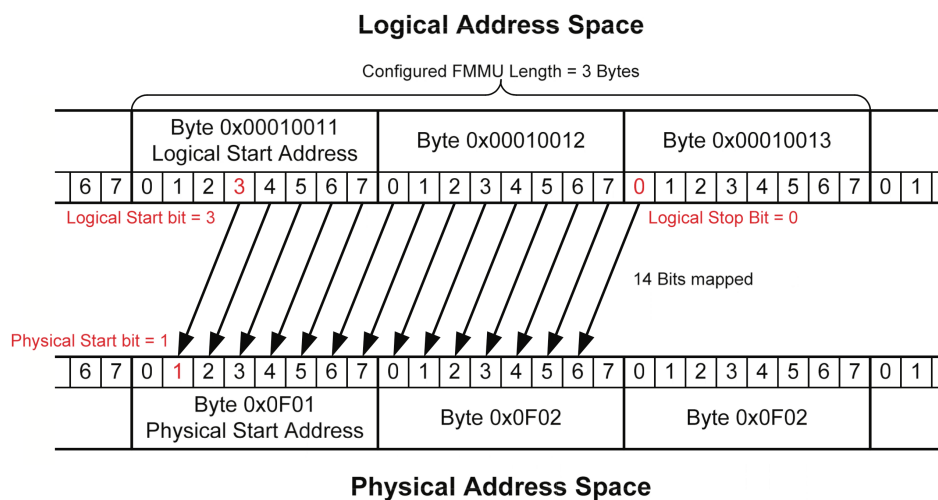 Logical Address Space
Configured FMMU Length = 3 Bytes
Byte 0x00010011
Logical Start Address
Byte 0x00010012
Byte 0x00010013
6 7 0 1 2 3 4 5 6 7 0 1 2 3 4 5 6 7 0 1 2 3 4 5 6 7 0 1
Logical Start bit = 3
Logical Stop Bit = 0
14 Bits mapped
Physical Start bit = 1
6 7 0 1 2 3 4 5 6 7 0 1 2 3 4 5 6 7 0 1 2 3 4 5 6 7 0 1
Byte 0x0F01
Physical Start Address
Byte 0x0F02
Byte 0x0F02
Physical Address Space